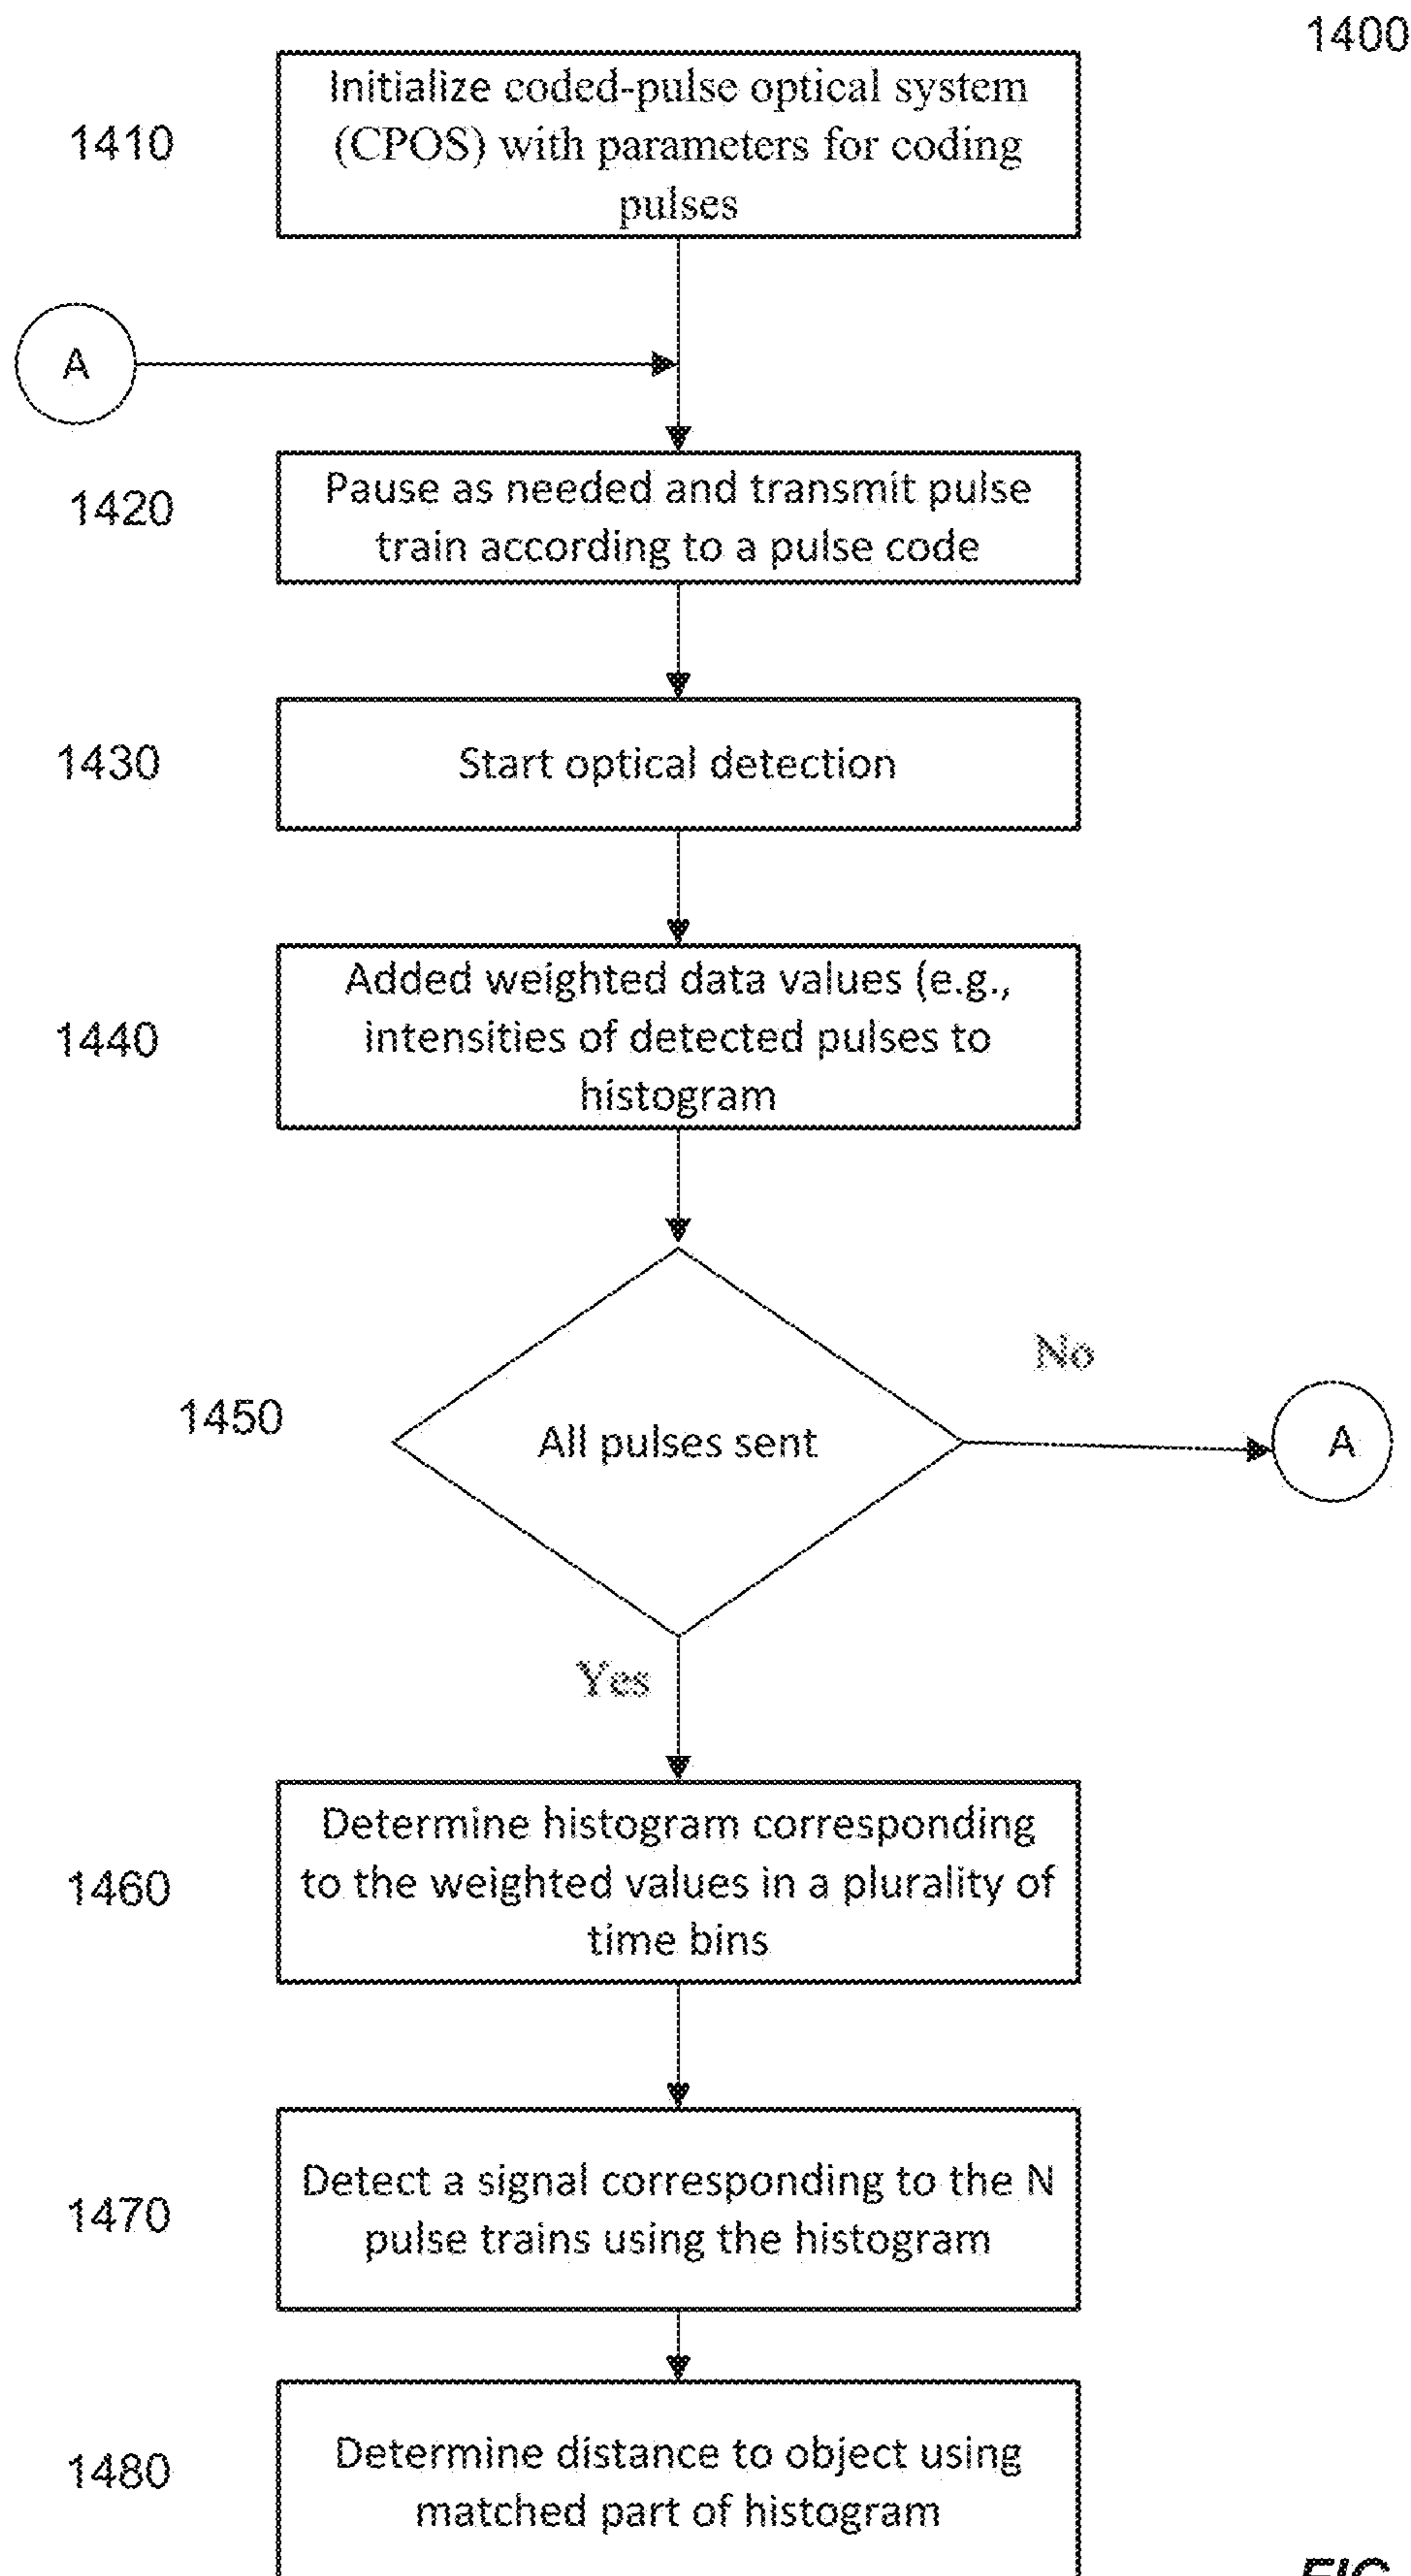 1400
Initialize coded-pulse optical system
(CPOS) with parameters for coding
pulses
1410
A
1420
Pause as needed and transmit pulse
train according to a pulse code
1430
Start optical detection
1440
Added weighted data values (e.g.,
intensities of detected pulses to
histogram
1450
All pulses sent
No
A
Yes
1460
Determine histogram corresponding
to the weighted values in a plurality of
time bins
1470
Detect a signal corresponding to the N
pulse trains using the histogram
1480
Determine distance to object using
matched part of histogram